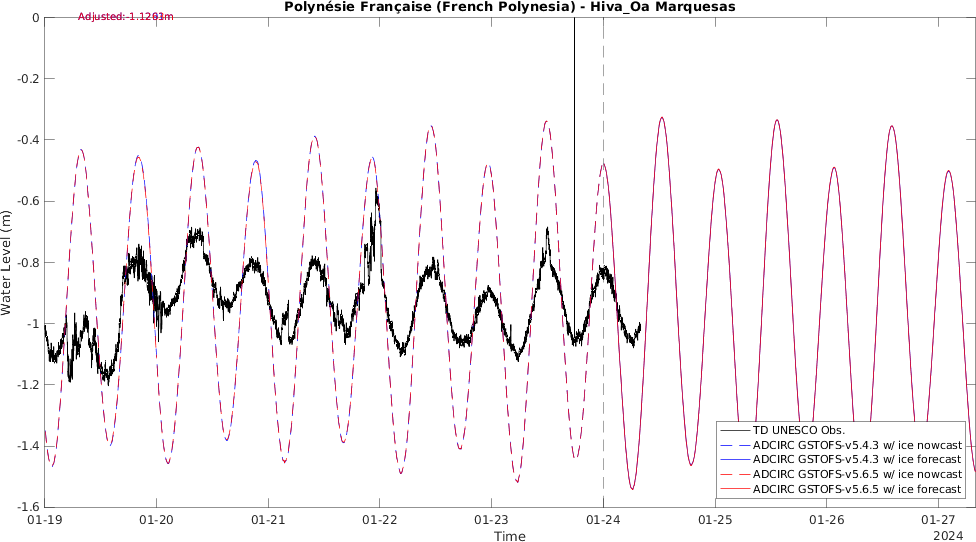 Polynésie Française (French Polynesia) - Hiva_Oa Marquesas
0
-0.2
-0.4
-0.6
-0.8
-1
-1.2
-1.4
-1.6
Water Level (m)
TD UNESCO Obs.
ADCIRC GSTOFS-v5.4.3 w/ ice nowcast
ADCIRC GSTOFS-v5.4.3 w/ ice forecast
ADCIRC GSTOFS-v5.6.5 w/ ice nowcast
ADCIRC GSTOFS-v5.6.5 w/ ice forecast
01-19 01-20 01-21 01-22 01-23 01-24 01-25 01-26 01-27
Time
2024